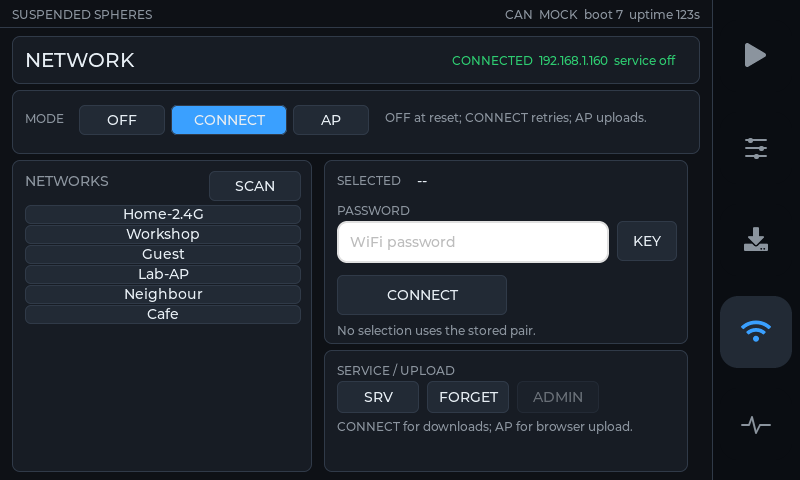 SUSPENDED SPHERES
CAN MOCK boot 7 uptime 123s
NETWORK
CONNECTED 192.168.1.160 service off
MODE
OFF
CONNECT
AP
OFF at reset; CONNECT retries; AP uploads.
NETWORKS
SCAN
Home-2.4G
Workshop
Guest
Lab-AP
Neighbour
Cafe
SELECTED --
PASSWORD
WiFi password
KEY
CONNECT
No selection uses the stored pair.
SERVICE / UPLOAD
SRV
FORGET
ADMIN
CONNECT for downloads; AP for browser upload.